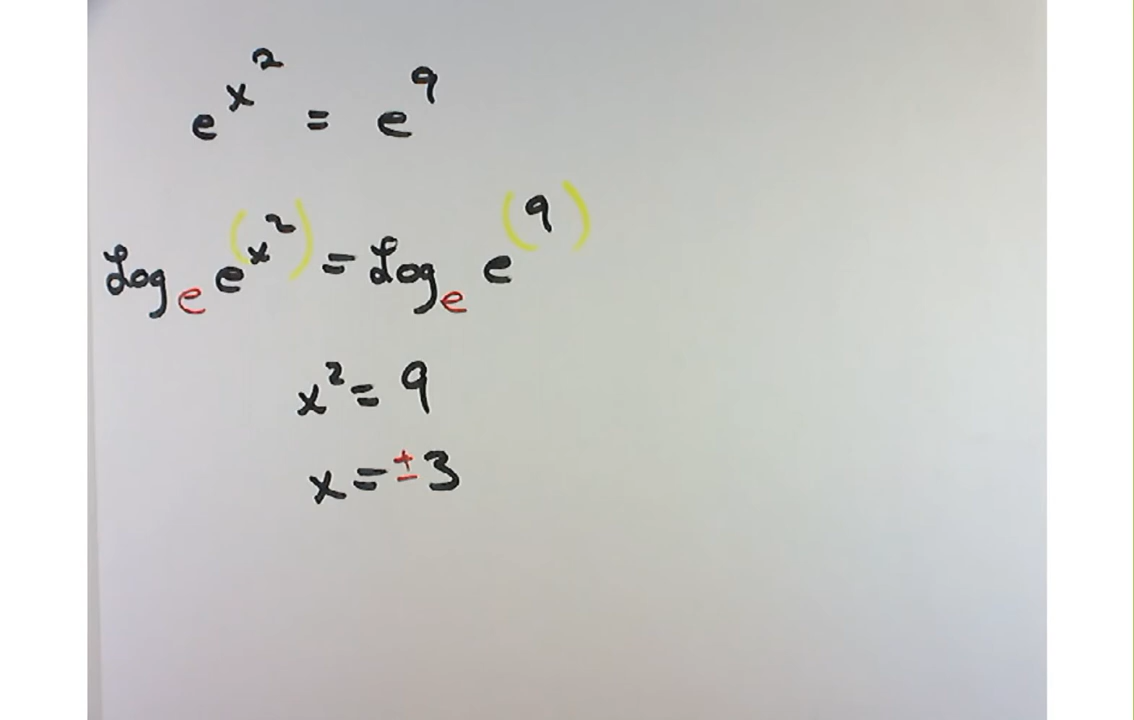 e^x^2 = e^9
Log_e e^(x^2) = Log_e e^(9)
x^2 = 9
x = ±3